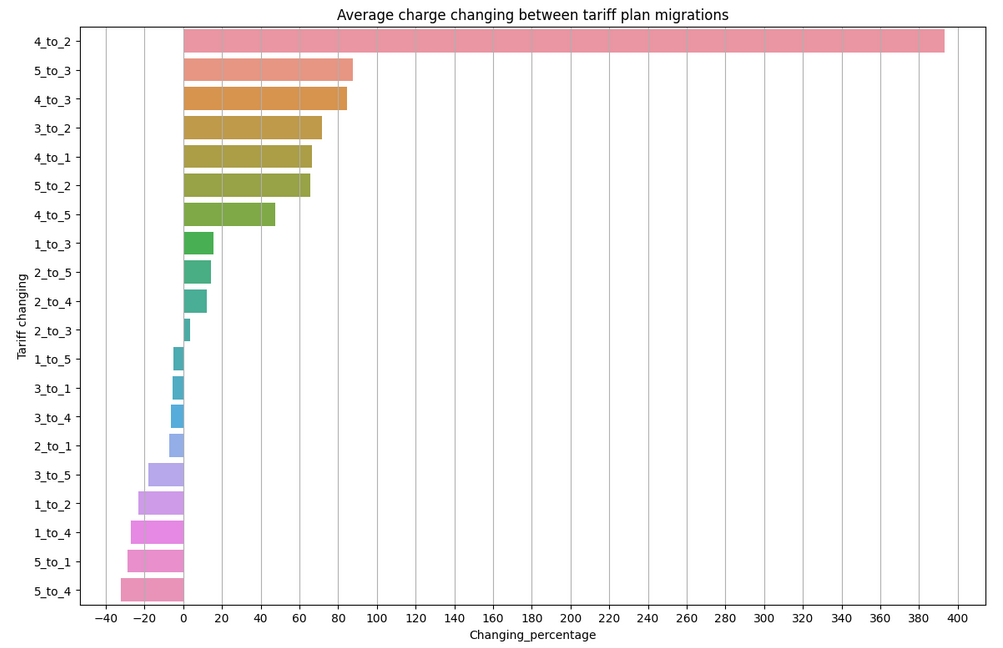 Average charge changing between tariff plan migrations
Tariff changing
4_to_2
5_to_3
4_to_3
3_to_2
4_to_1
5_to_2
4_to_5
1_to_3
2_to_5
2_to_4
2_to_3
1_to_5
3_to_1
3_to_4
2_to_1
3_to_5
1_to_2
1_to_4
5_to_1
5_to_4
−40 −20 0 20 40 60 80 100 120 140 160 180 200 220 240 260 280 300 320 340 360 380 400
Changing_percentage